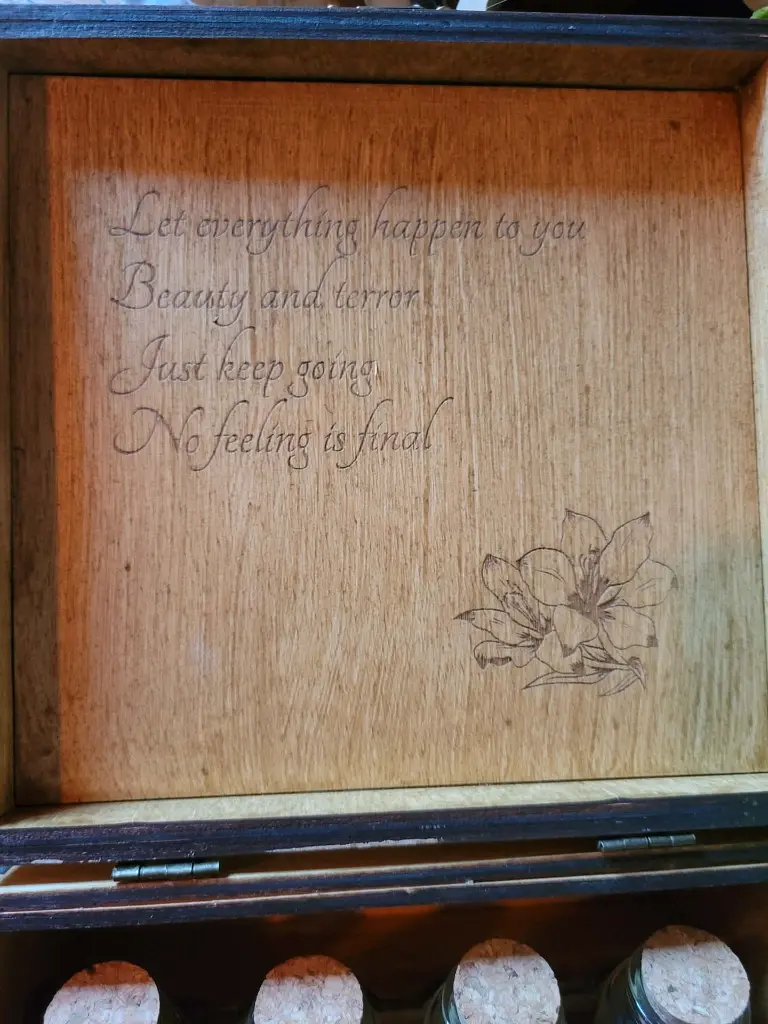 Let everything happen to you
Beauty and terror
Just keep going
No feeling is final